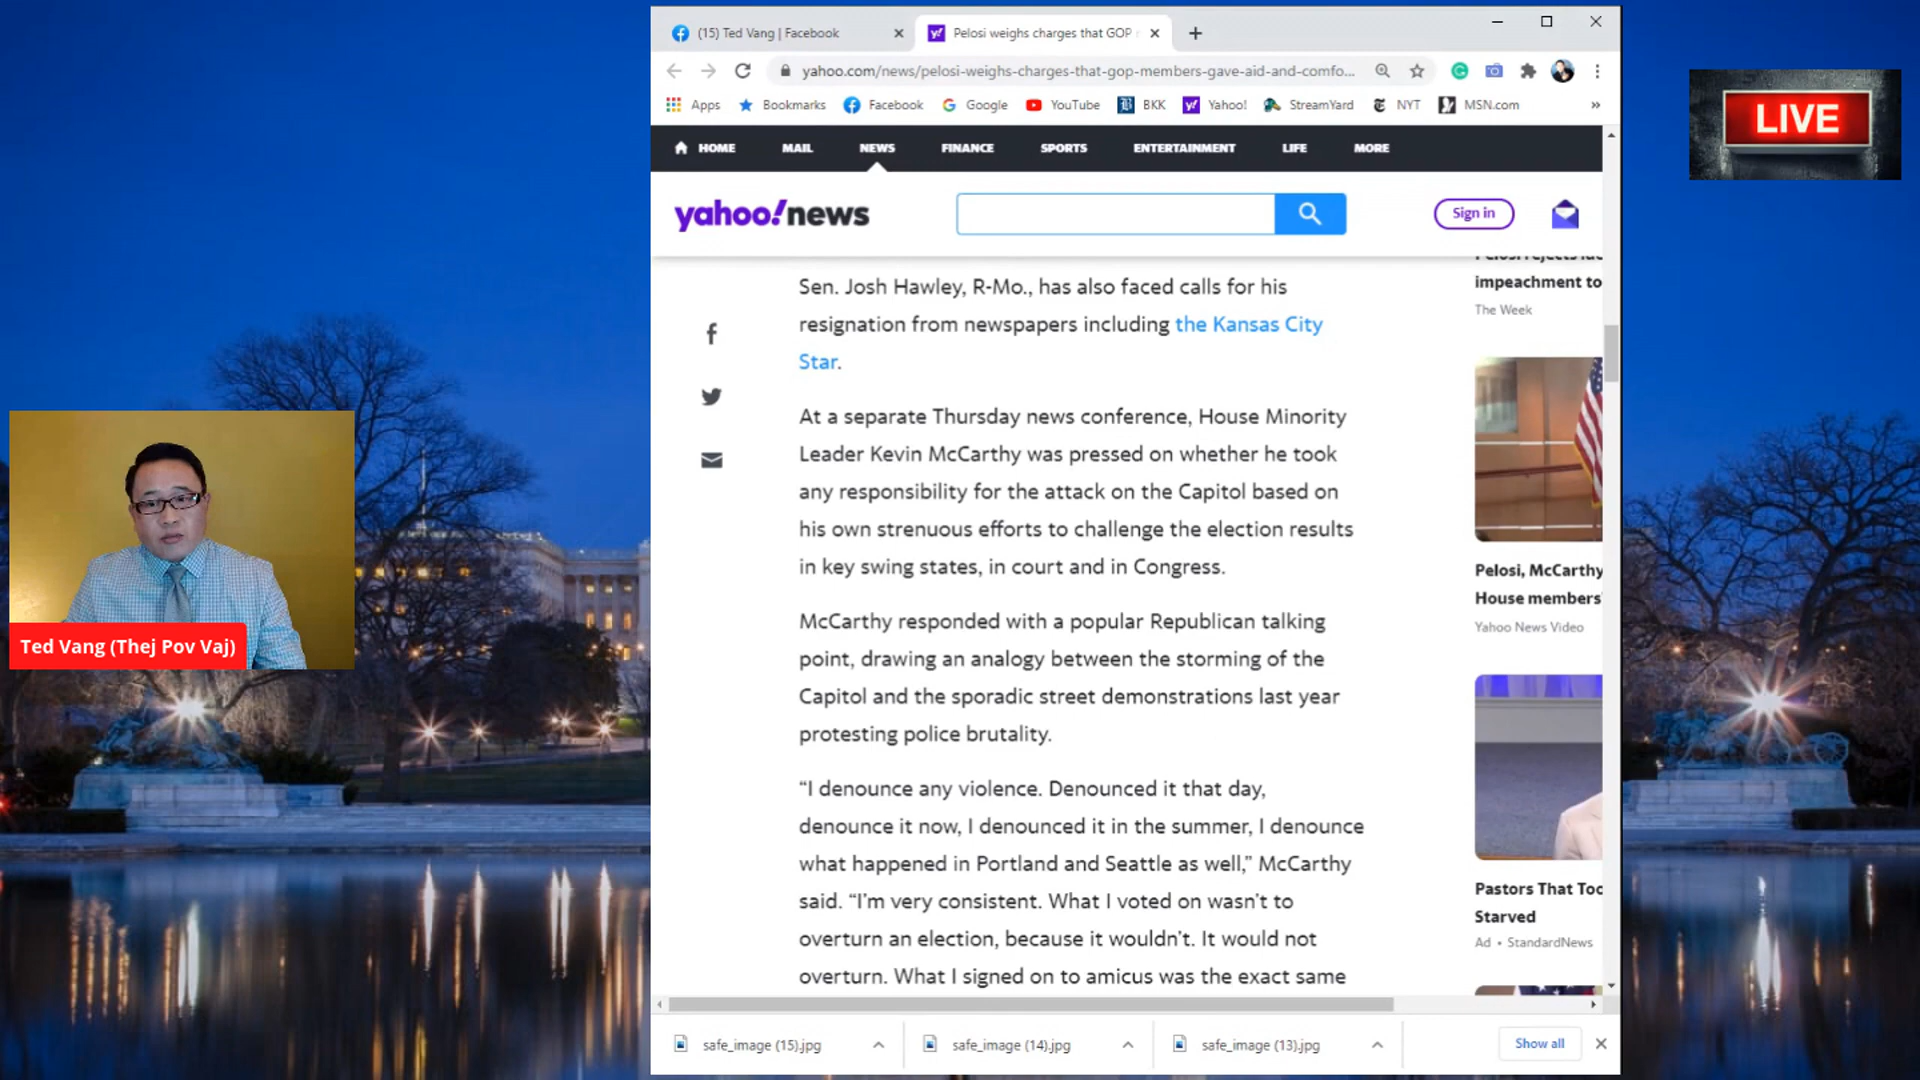 (15) Ted Vang | Facebook
Pelosi weighs charges that GOP
yahoo.com/news/pelosi-weighs-charges-that-gop-members-gave-aid-and-comfo...
Apps Bookmarks Facebook Google YouTube BKK Yahoo! StreamYard NYT MSN.com »
LIVE
HOME MAIL NEWS FINANCE SPORTS ENTERTAINMENT LIFE MORE
yahoo!news
Sign in
Sen. Josh Hawley, R-Mo., has also faced calls for his
resignation from newspapers including the Kansas City
Star.
At a separate Thursday news conference, House Minority
Leader Kevin McCarthy was pressed on whether he took
any responsibility for the attack on the Capitol based on
his own strenuous efforts to challenge the election results
in key swing states, in court and in Congress.
McCarthy responded with a popular Republican talking
point, drawing an analogy between the storming of the
Capitol and the sporadic street demonstrations last year
protesting police brutality.
“I denounce any violence. Denounced it that day,
denounce it now, I denounced it in the summer, I denounce
what happened in Portland and Seattle as well,” McCarthy
said. “I’m very consistent. What I voted on wasn’t to
overturn an election, because it wouldn’t. It would not
overturn. What I signed on to amicus was the exact same
impeachment to
The Week
Pelosi, McCarthy
House members'
Yahoo News Video
Pastors That Too
Starved
Ad • StandardNews
Ted Vang (Thej Pov Vaj)
safe_image (15).jpg
safe_image (14).jpg
safe_image (13).jpg
Show all